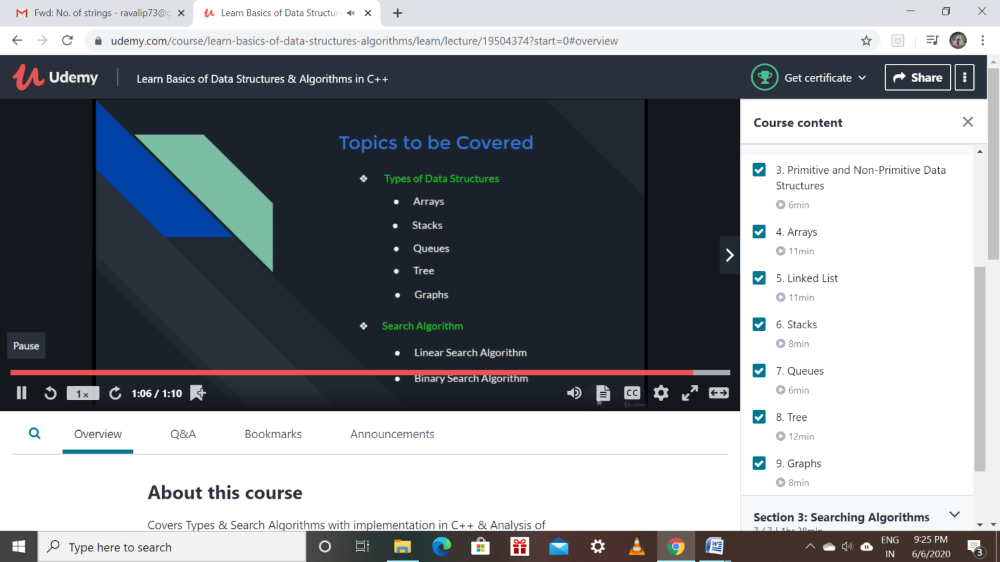 Fwd: No. of strings - ravalip73@g
Learn Basics of Data Structur
udemy.com/course/learn-basics-of-data-structures-algorithms/learn/lecture/19504374?start=0#overview
Udemy
Learn Basics of Data Structures & Algorithms in C++
Get certificate
Share
Topics to be Covered
Types of Data Structures
Arrays
Stacks
Queues
Tree
Graphs
Search Algorithm
Linear Search Algorithm
Binary Search Algorithm
Pause
1x
1:06 / 1:10
CC
Udemy
Course content
3. Primitive and Non-Primitive Data
Structures
6min
4. Arrays
11min
5. Linked List
11min
6. Stacks
8min
7. Queues
6min
8. Tree
12min
9. Graphs
8min
Section 3: Searching Algorithms
7 / 7 | 1hr 38min
Overview
Q&A
Bookmarks
Announcements
About this course
Covers Types & Search Algorithms with implementation in C++ & Analysis of
Type here to search
W
ENG
IN
9:25 PM
6/6/2020
3